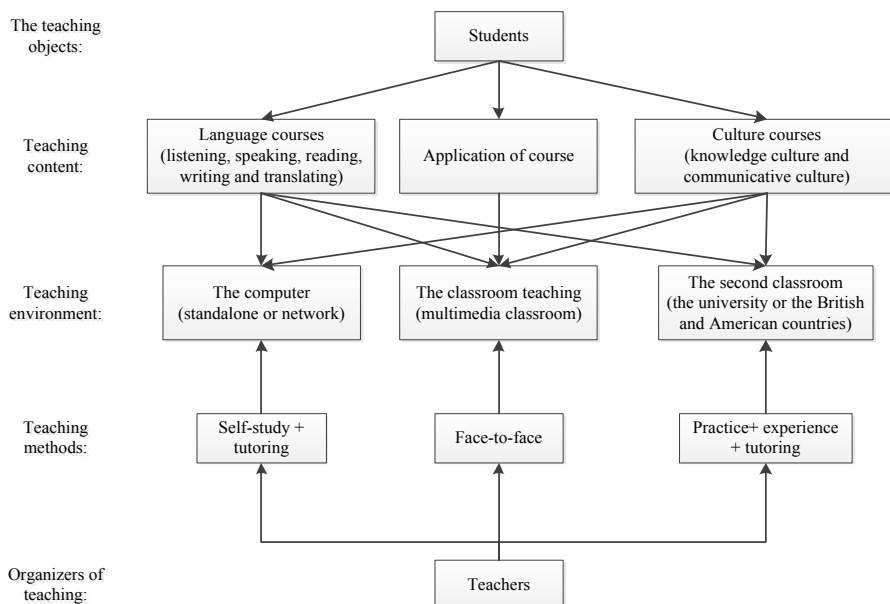 The teaching
objects:
Students
Teaching
content:
Language courses
(listening, speaking, reading,
writing and translating)
Application of course
Culture courses
(knowledge culture and
communicative culture)
Teaching
environment:
The computer
(standalone or network)
The classroom teaching
(multimedia classroom)
The second classroom
(the university or the British
and American countries)
Teaching
methods:
Self-study +
tutoring
Face-to-face
Practice+ experience
+ tutoring
Organizers of
teaching:
Teachers